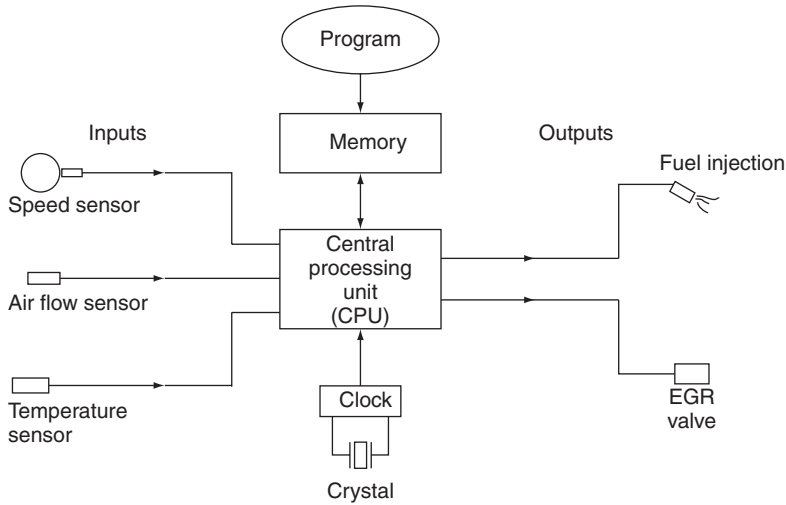 Program
Inputs
Memory
Outputs
Fuel injection
Speed sensor
Central
processing
unit
(CPU)
Air flow sensor
Temperature
sensor
Clock
EGR
valve
Crystal